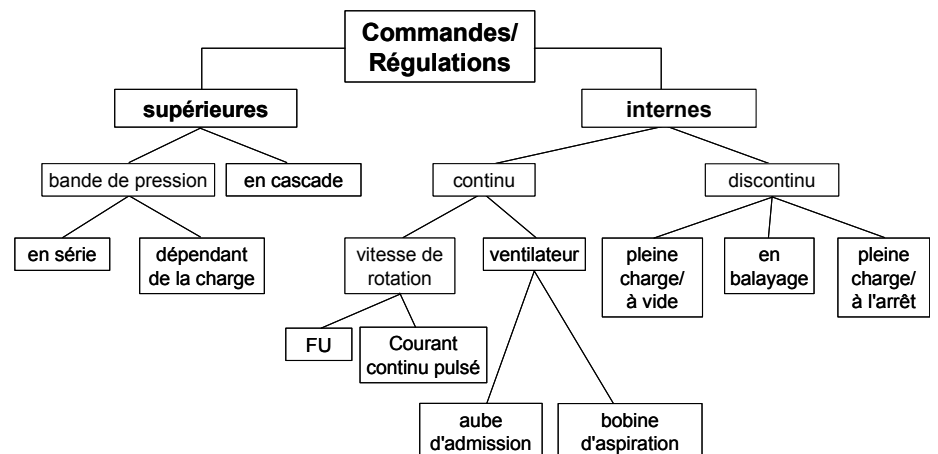 Commandes/
Régulations
supérieures
internes
bande de pression
en cascade
continu
discontinu
en série
dépendant
de la charge
vitesse de
rotation
ventilateur
pleine
charge/
à vide
en
balayage
pleine
charge/
à l'arrêt
FU
Courant
continu pulsé
aube
d'admission
bobine
d'aspiration